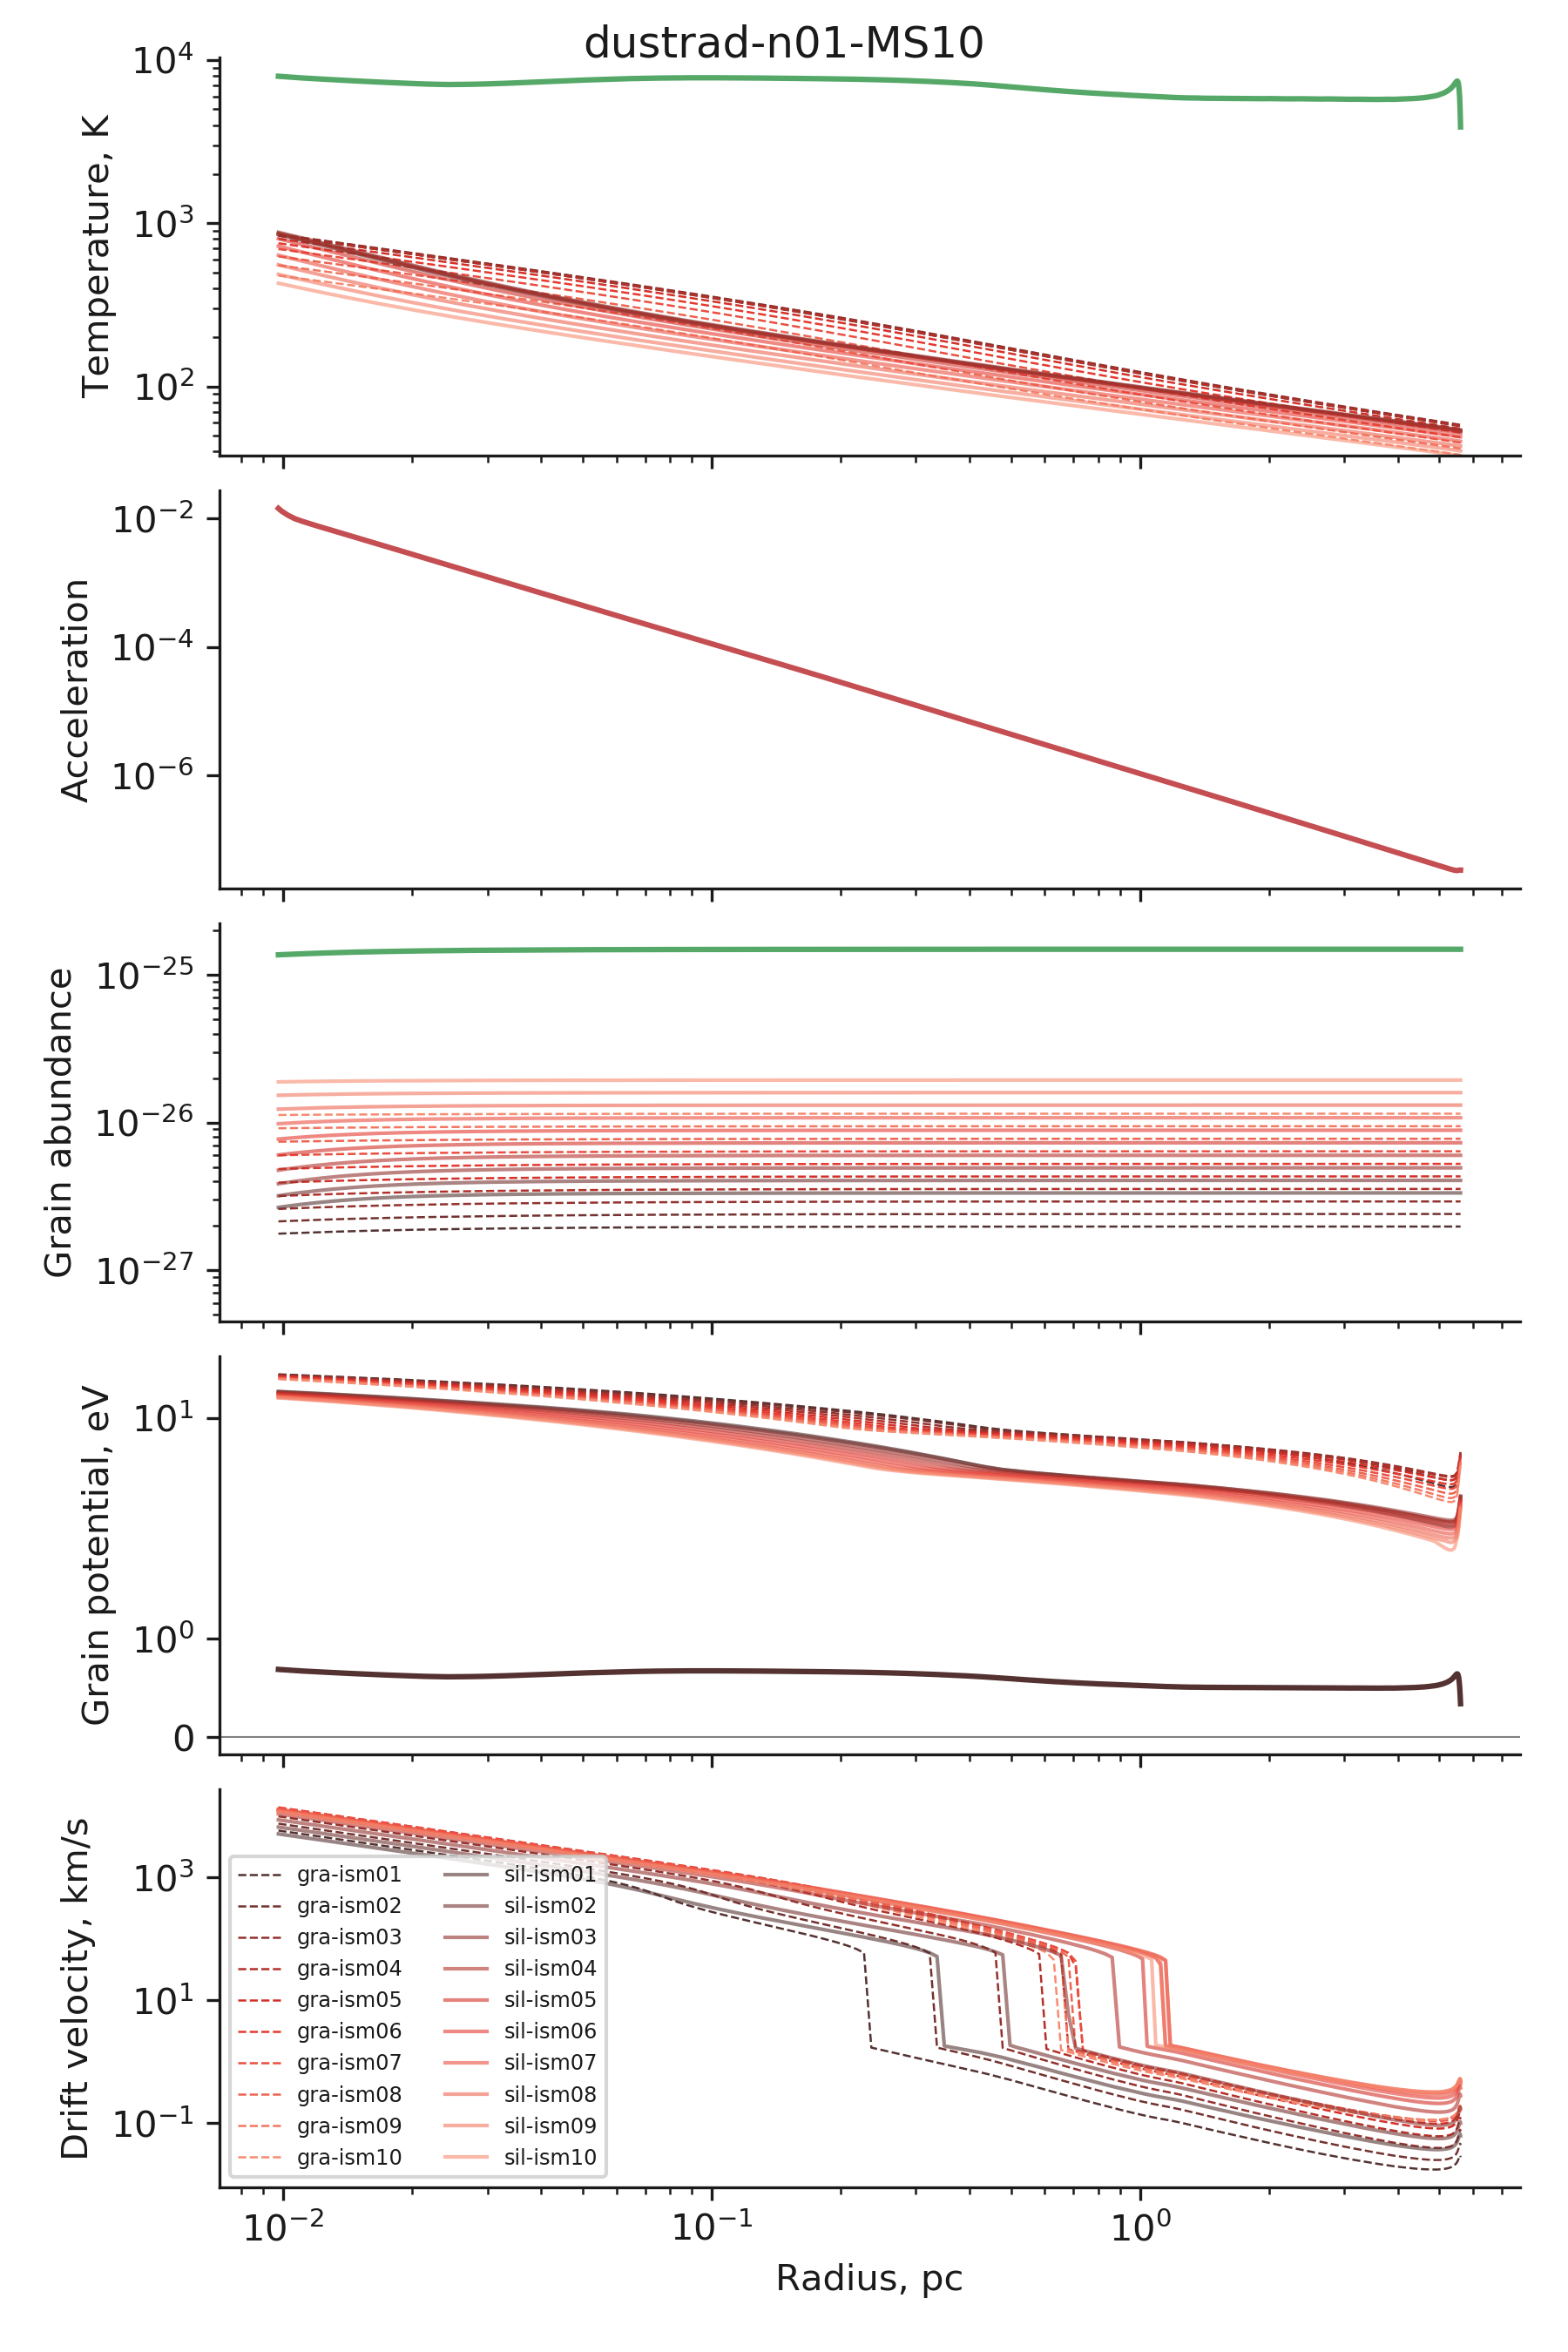 dustrad-n01-MS10
10^4
10^3
10^2
Temperature, K
10^-2
10^-4
10^-6
Acceleration
10^-25
10^-26
10^-27
Grain abundance
10^1
10^0
0
Grain potential, eV
10^3
10^1
10^-1
Drift velocity, km/s
gra-ism01 sil-ism01
gra-ism02 sil-ism02
gra-ism03 sil-ism03
gra-ism04 sil-ism04
gra-ism05 sil-ism05
gra-ism06 sil-ism06
gra-ism07 sil-ism07
gra-ism08 sil-ism08
gra-ism09 sil-ism09
gra-ism10 sil-ism10
10^-2 10^-1 10^0
Radius, pc